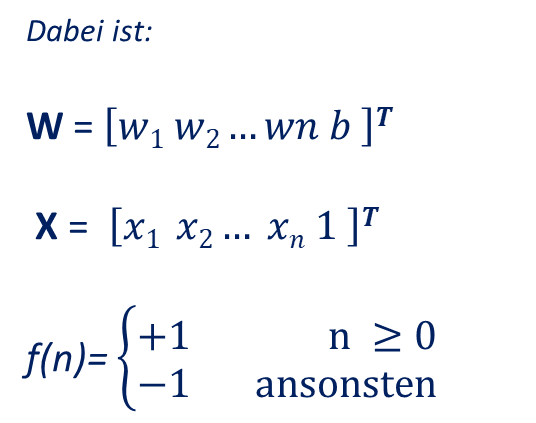 Dabei ist:
W = [w₁ w₂ … wn b ]ᵀ
X = [x₁ x₂ … xₙ 1 ]ᵀ
f(n)= { +1 n ≥ 0
−1 ansonsten